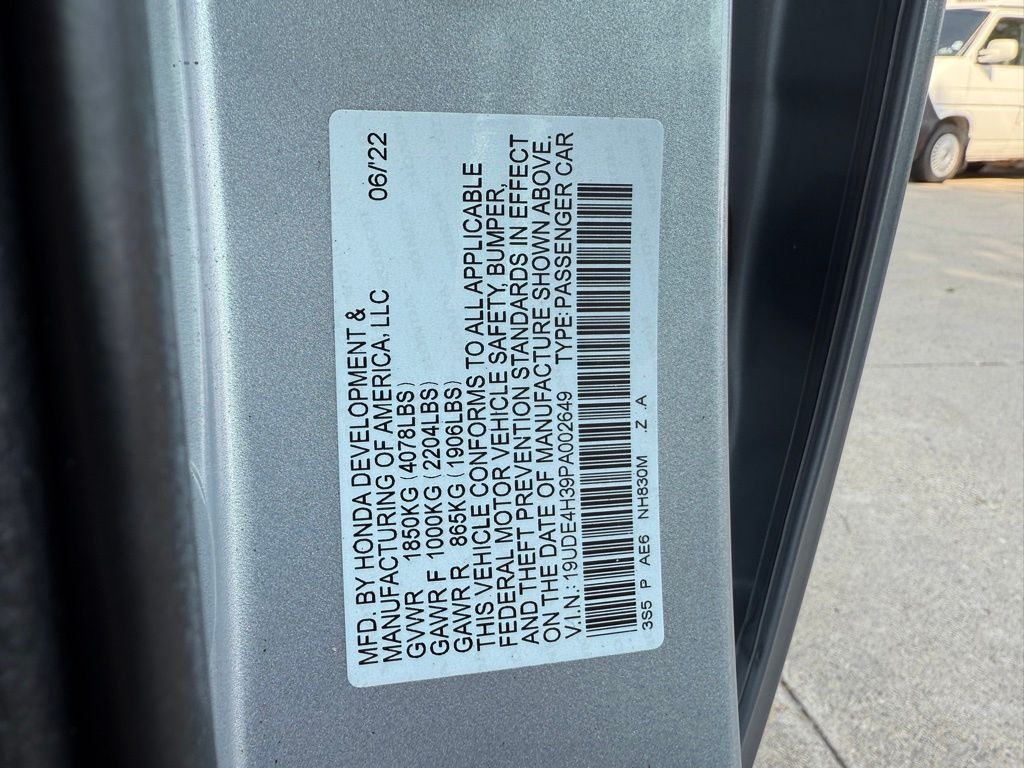 MFD. BY HONDA DEVELOPMENT &
MANUFACTURING OF AMERICA, LLC 06/'22
GVWR 1850KG (4078LBS)
GAWR F 1000KG (2204LBS)
GAWR R 865KG (1906LBS)
THIS VEHICLE CONFORMS TO ALL APPLICABLE
FEDERAL MOTOR VEHICLE SAFETY, BUMPER,
AND THEFT PREVENTION STANDARDS IN EFFECT
ON THE DATE OF MANUFACTURE SHOWN ABOVE.
V.I.N.: 19UDE4H39PA002649 TYPE: PASSENGER CAR
3S5 P AE6 NH830M .Z .A